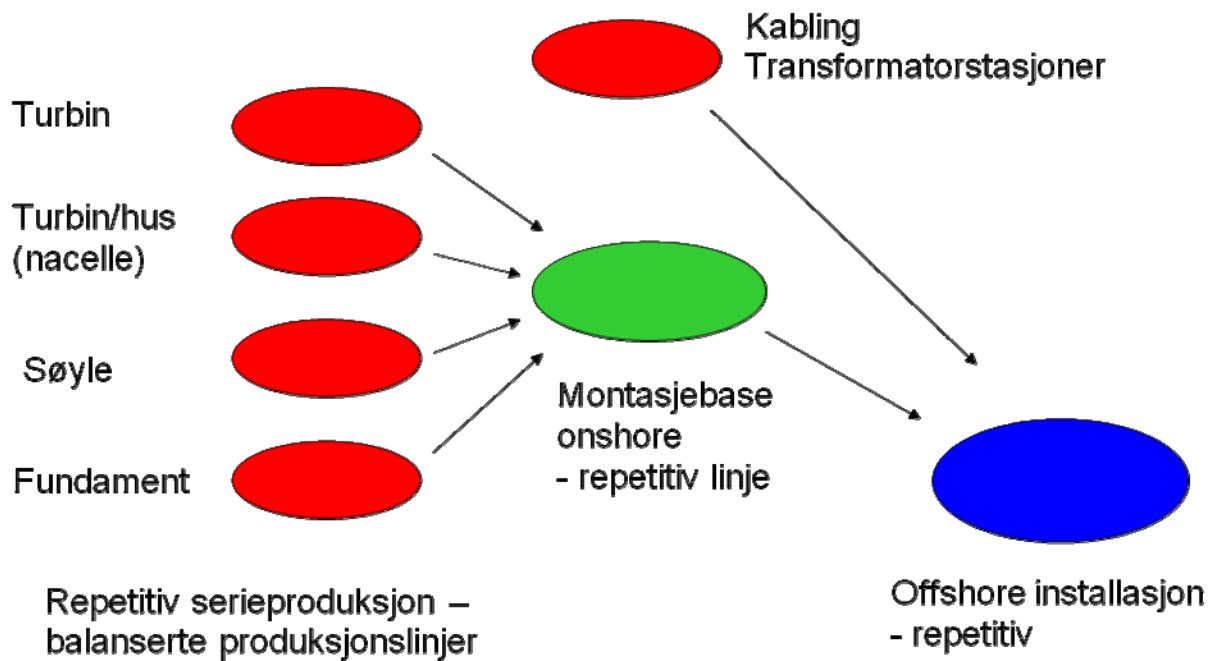 Kabling
Transformatorstasjoner
Turbin
Turbin/hus
(nacelle)
Søyle
Fundament
Montasjebase
onshore
- repetitiv linje
Repetitiv serieproduksjon –
balanserte produksjonslinjer
Offshore installasjon
- repetitiv